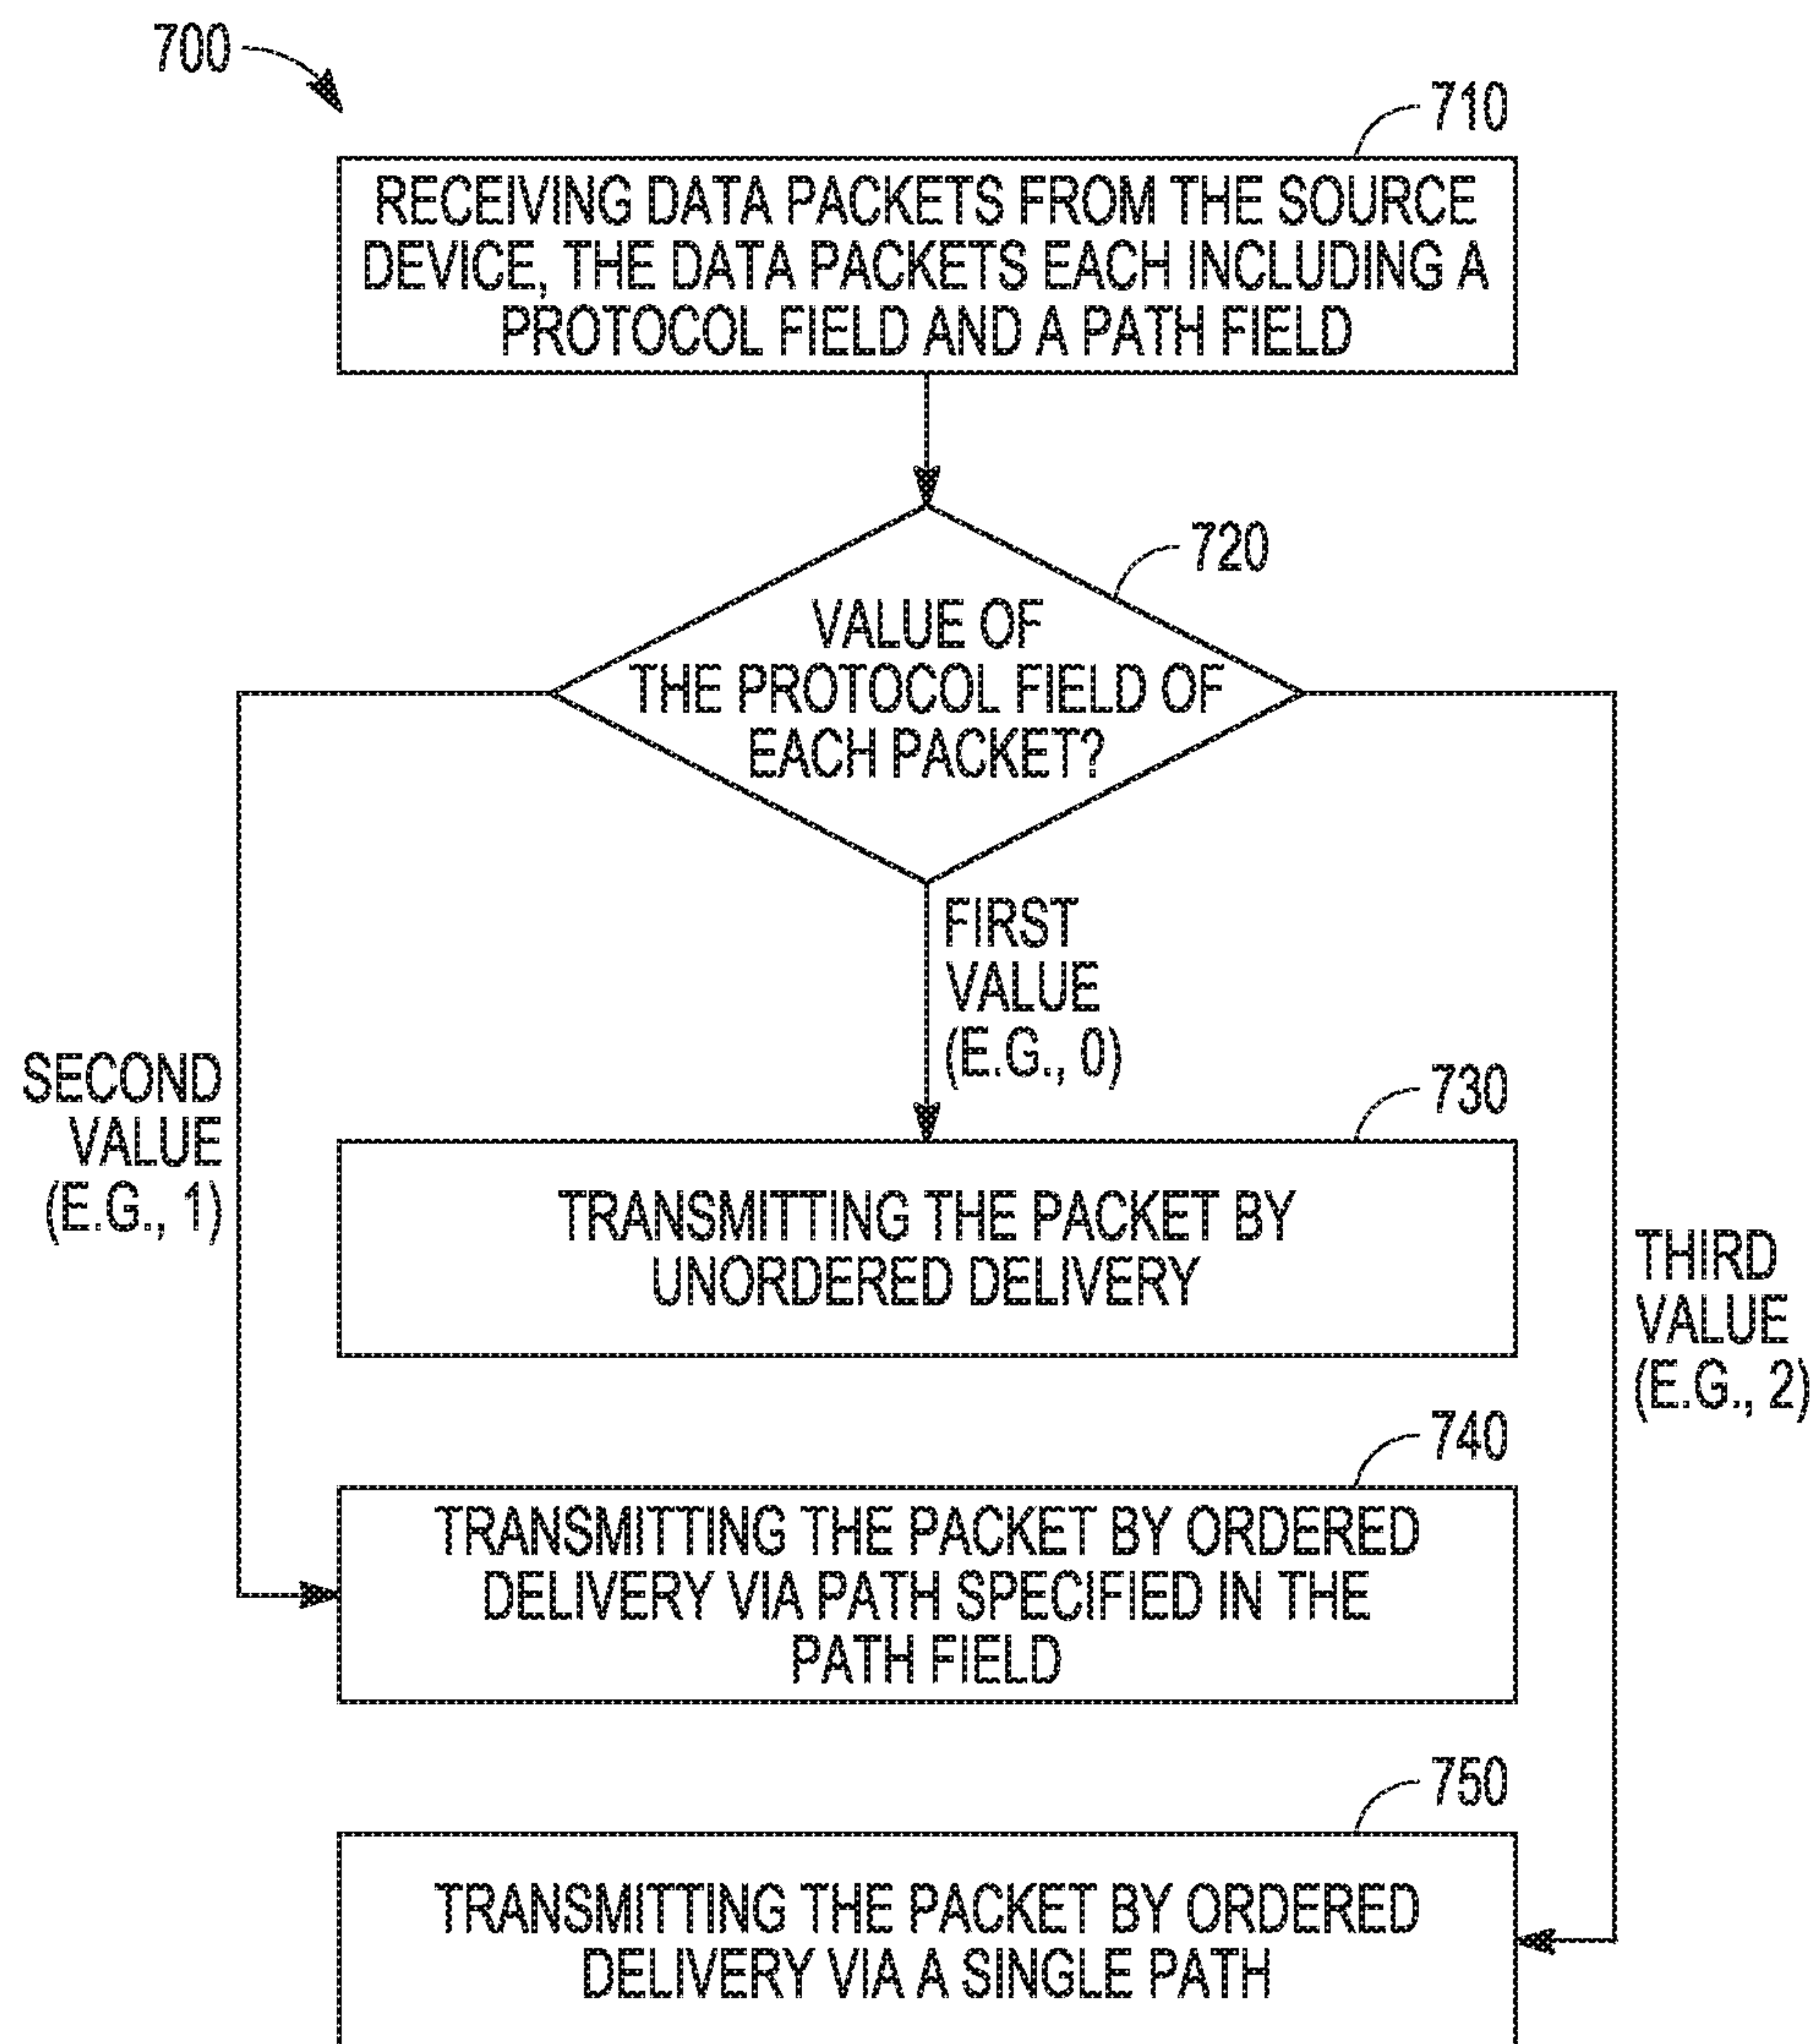 700
710
RECEIVING DATA PACKETS FROM THE SOURCE
DEVICE, THE DATA PACKETS EACH INCLUDING A
PROTOCOL FIELD AND A PATH FIELD
720
VALUE OF
THE PROTOCOL FIELD OF
EACH PACKET?
FIRST
VALUE
(E.G., 0)
SECOND
VALUE
(E.G., 1)
730
TRANSMITTING THE PACKET BY
UNORDERED DELIVERY
THIRD
VALUE
(E.G., 2)
740
TRANSMITTING THE PACKET BY ORDERED
DELIVERY VIA PATH SPECIFIED IN THE
PATH FIELD
750
TRANSMITTING THE PACKET BY ORDERED
DELIVERY VIA A SINGLE PATH